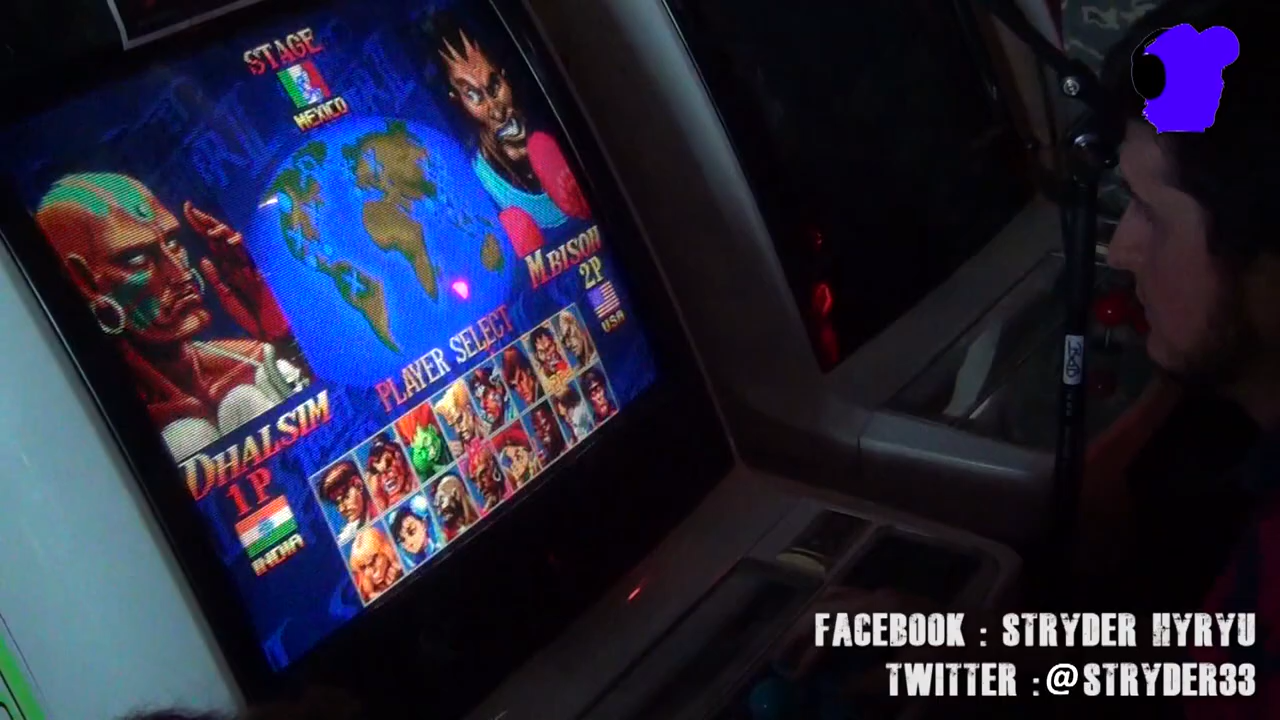 STAGE
MEXICO
M.BISON
2P
USA
PLAYER SELECT
DHALSIM
1P
INDIA
FACEBOOK : STRYDER HYRYU
TWITTER :@STRYDER33